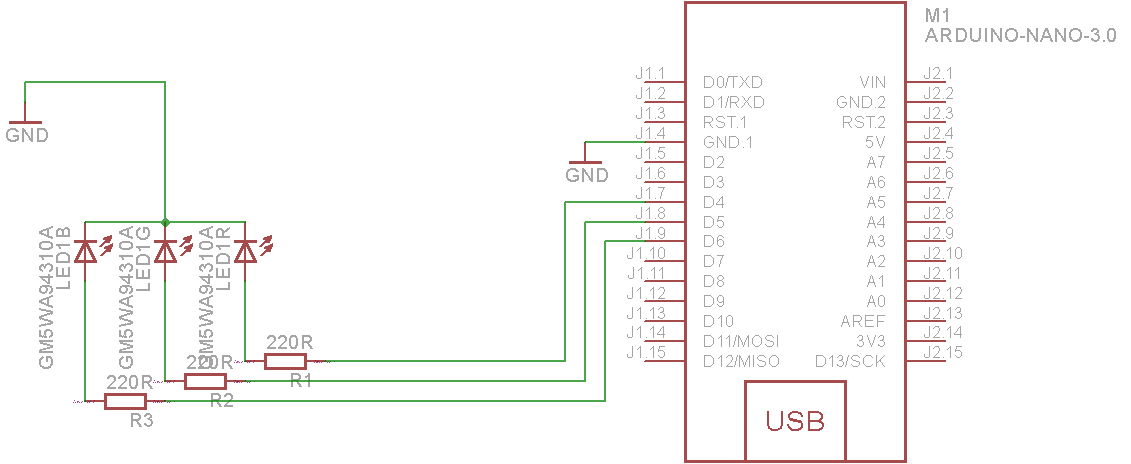 M1
ARDUINO-NANO-3.0
J1.1
D0/TXD
VIN
J2.1
J1.2
D1/RXD
GND.2
J2.2
J1.3
RST.1
RST.2
J2.3
J1.4
GND.1
5V
J2.4
J1.5
D2
A7
J2.5
J1.6
D3
A6
J2.6
J1.7
D4
A5
J2.7
J1.8
D5
A4
J2.8
J1.9
D6
A3
J2.9
J1.10
D7
A2
J2.10
J1.11
D8
A1
J2.11
J1.12
D9
A0
J2.12
J1.13
D10
AREF
J2.13
J1.14
D11/MOSI
3V3
J2.14
J1.15
D12/MISO
D13/SCK
J2.15
USB
GND
GND
GM5WA94310A
LED1B
GM5WA94310A
LED1G
GM5WA94310A
LED1R
220R
R1
220R
R2
220R
R3